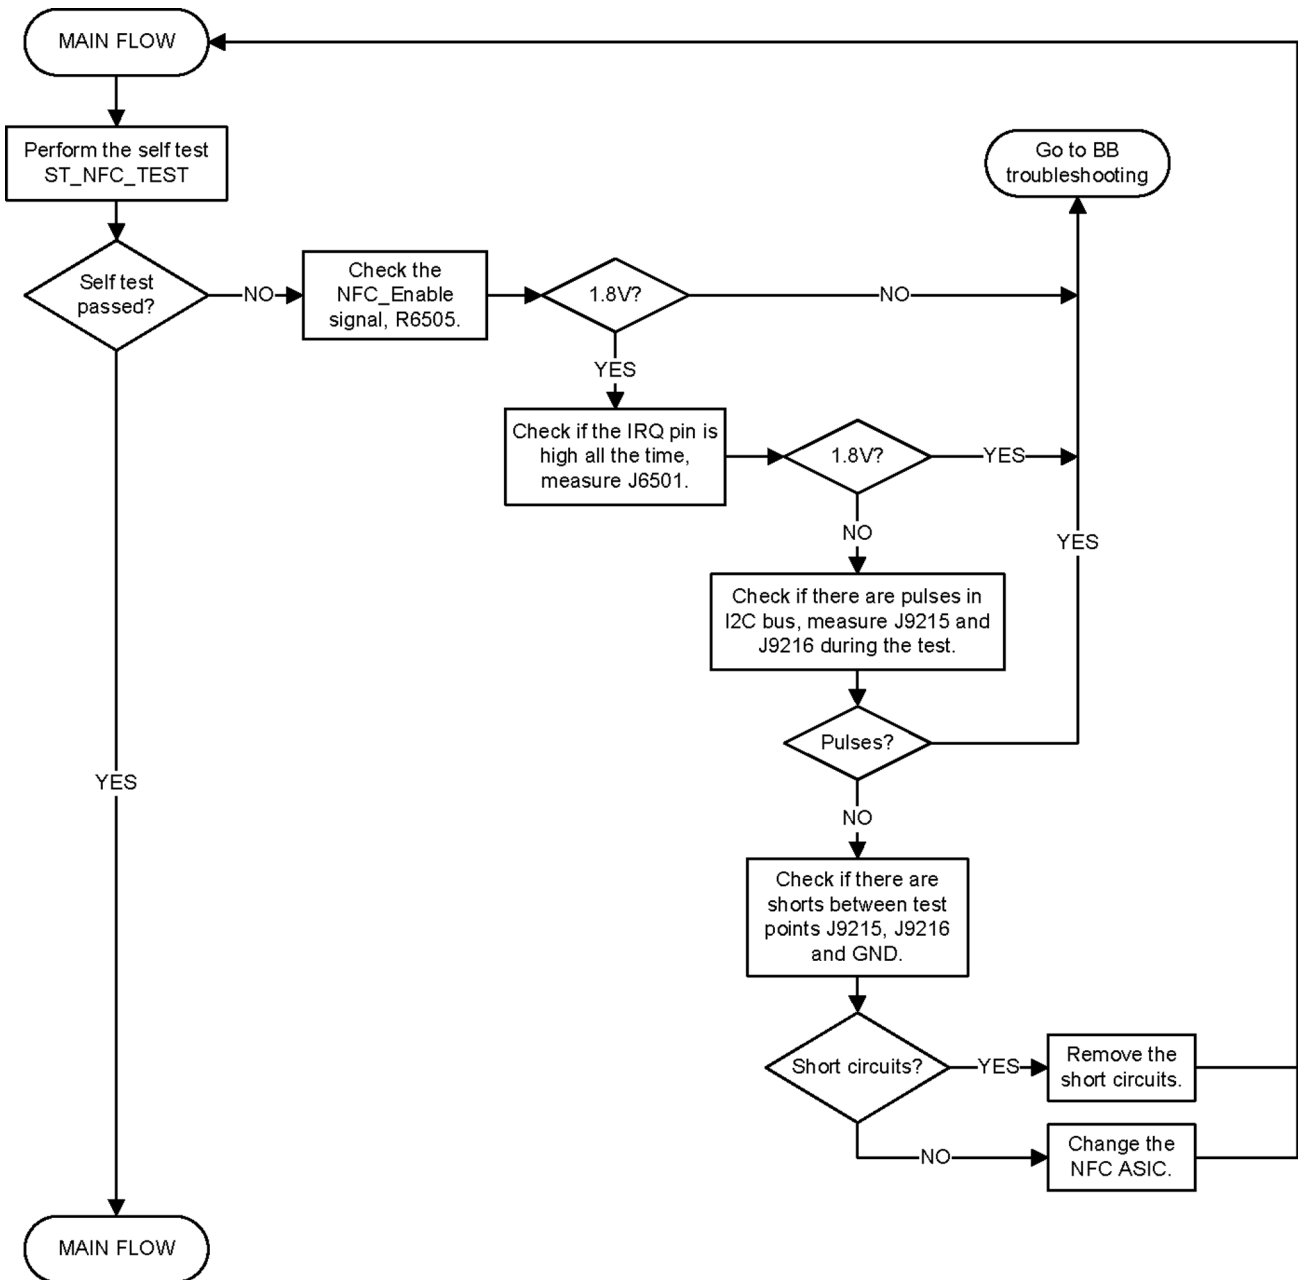 MAIN FLOW
Perform the self test
ST_NFC_TEST
Go to BB
troubleshooting
Self test
passed?
NO
Check the
NFC_Enable
signal, R6505.
1.8V?
NO
YES
Check if the IRQ pin is
high all the time,
measure J6501.
1.8V?
YES
NO
YES
Check if there are pulses in
I2C bus, measure J9215 and
J9216 during the test.
Pulses?
YES
NO
Check if there are
shorts between test
points J9215, J9216
and GND.
Short circuits?
YES
Remove the
short circuits.
NO
Change the
NFC ASIC.
MAIN FLOW